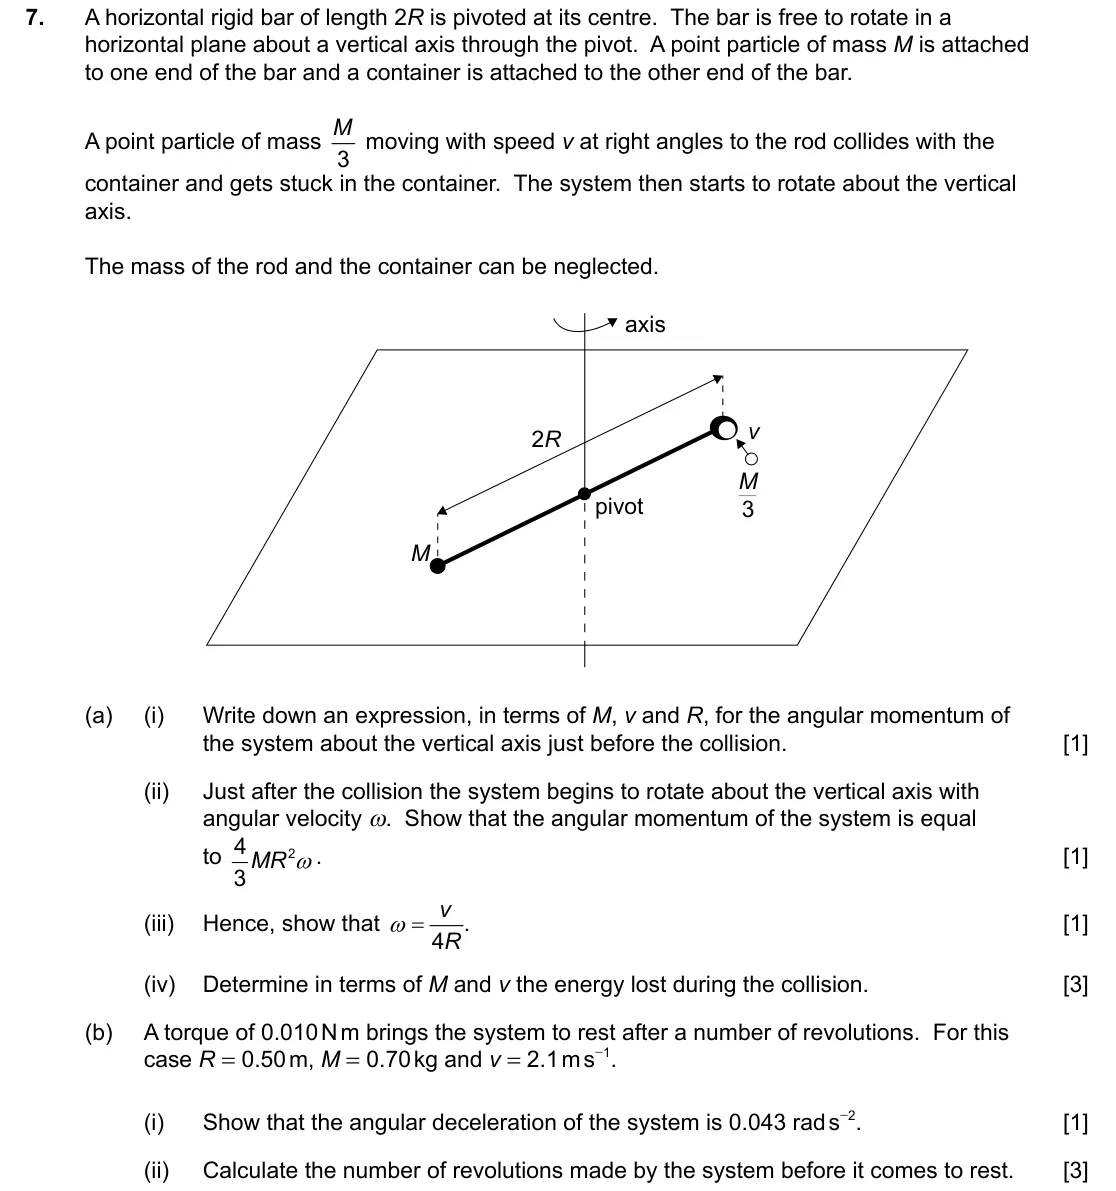 7. A horizontal rigid bar of length 2R is pivoted at its centre. The bar is free to rotate in a
horizontal plane about a vertical axis through the pivot. A point particle of mass M is attached
to one end of the bar and a container is attached to the other end of the bar.
A point particle of mass M/3 moving with speed v at right angles to the rod collides with the
container and gets stuck in the container. The system then starts to rotate about the vertical
axis.
The mass of the rod and the container can be neglected.
axis
2R
v
M/3
pivot
M
(a) (i) Write down an expression, in terms of M, v and R, for the angular momentum of
the system about the vertical axis just before the collision. [1]
(ii) Just after the collision the system begins to rotate about the vertical axis with
angular velocity ω. Show that the angular momentum of the system is equal
to 4/3 MR²ω. [1]
(iii) Hence, show that ω = v/4R. [1]
(iv) Determine in terms of M and v the energy lost during the collision. [3]
(b) A torque of 0.010 N m brings the system to rest after a number of revolutions. For this
case R = 0.50 m, M = 0.70 kg and v = 2.1 m s⁻¹.
(i) Show that the angular deceleration of the system is 0.043 rad s⁻². [1]
(ii) Calculate the number of revolutions made by the system before it comes to rest. [3]